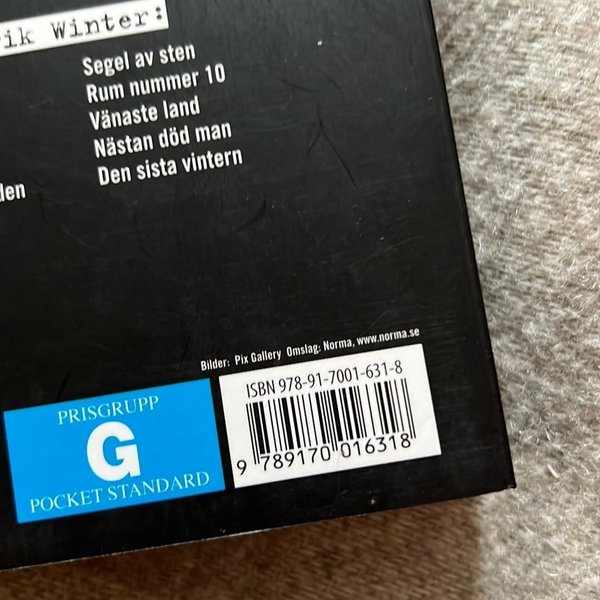 ik Winter:
Segel av sten
Rum nummer 10
Vänaste land
Nästan död man
Den sista vintern
den
Bilder: Pix Gallery Omslag: Norma, www.norma.se
PRISGRUPP
G
POCKET STANDARD
ISBN 978-91-7001-631-8
9 789170 016318